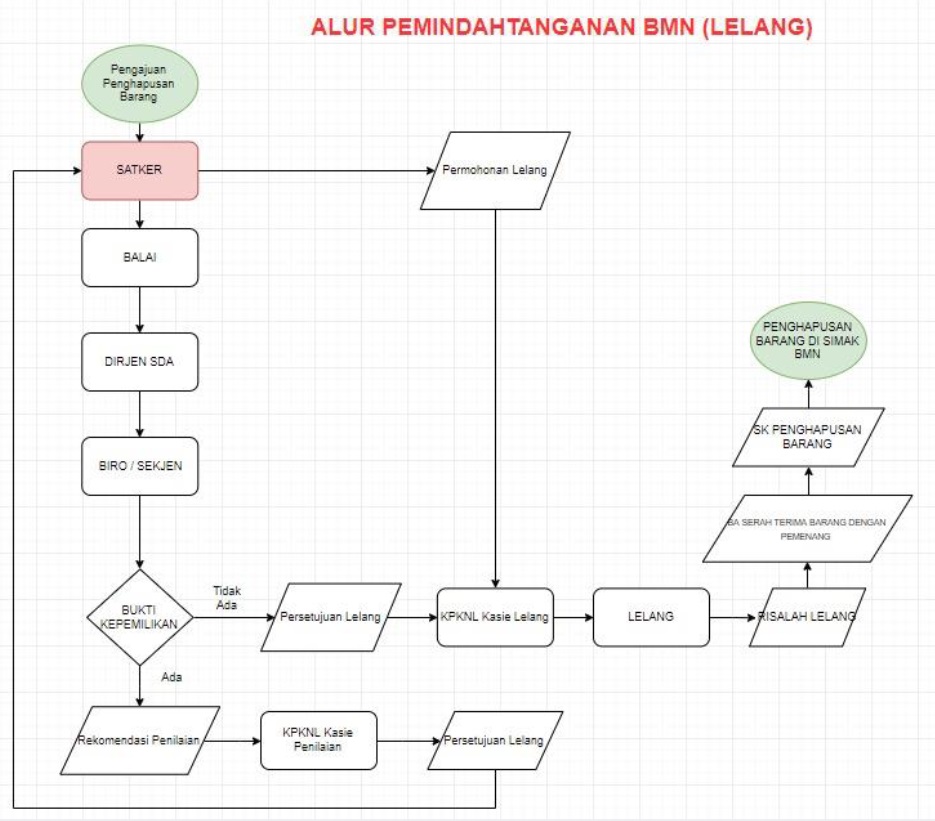 ALUR PEMINDAHTANGANAN BMN (LELANG)
Pengajuan
Penghapusan
Barang
SATKER
Permohonan Lelang
BALAI
DIRJEN SDA
BIRO / SEKJEN
BUKTI
KEPEMILIKAN
Tidak
Ada
Persetujuan Lelang
KPKNL Kasie Lelang
LELANG
RISALAH LELANG
BA SERAH TERIMA BARANG DENGAN
PEMENANG
SK PENGHAPUSAN
BARANG
PENGHAPUSAN
BARANG DI SIMAK
BMN
Ada
Rekomendasi Penilaian
KPKNL Kasie
Penilaian
Persetujuan Lelang